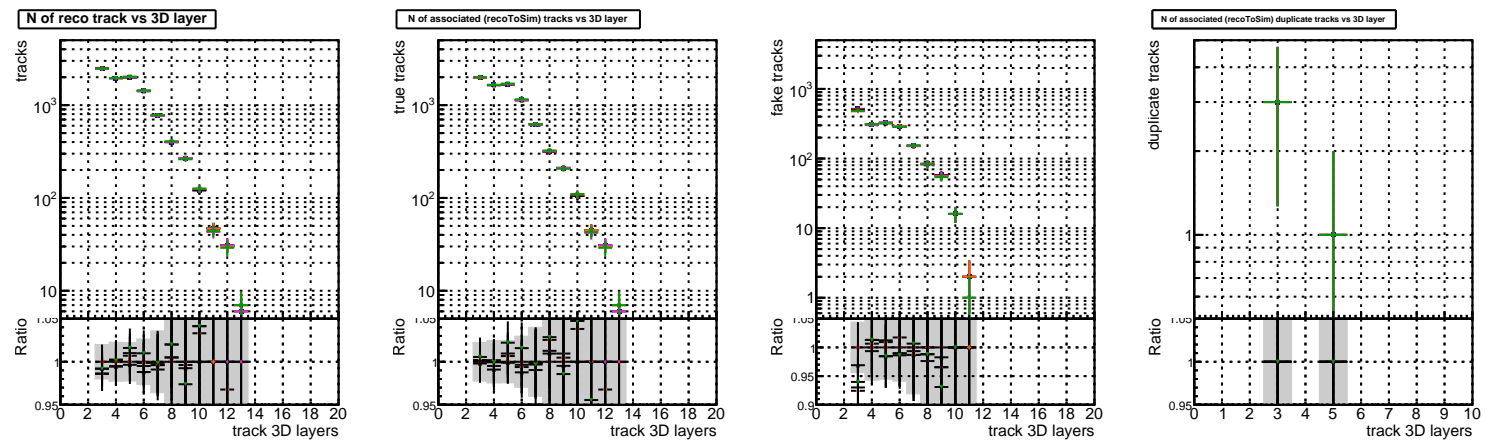 N of reco track vs 3D layer
tracks
10³
10²
10
Ratio
1.05
1
0.95
0 2 4 6 8 10 12 14 16 18 20
track 3D layers
N of associated (recoToSim) tracks vs 3D layer
true tracks
10³
10²
10
Ratio
1.05
1
0.95
0 2 4 6 8 10 12 14 16 18 20
track 3D layers
fake tracks
10³
10²
10
1
Ratio
1
0.95
0.9
0 2 4 6 8 10 12 14 16 18 20
track 3D layers
N of associated (recoToSim) duplicate tracks vs 3D layer
duplicate tracks
1
Ratio
1.05
1
0.95
0 1 2 3 4 5 6 7 8 9 10
track 3D layers